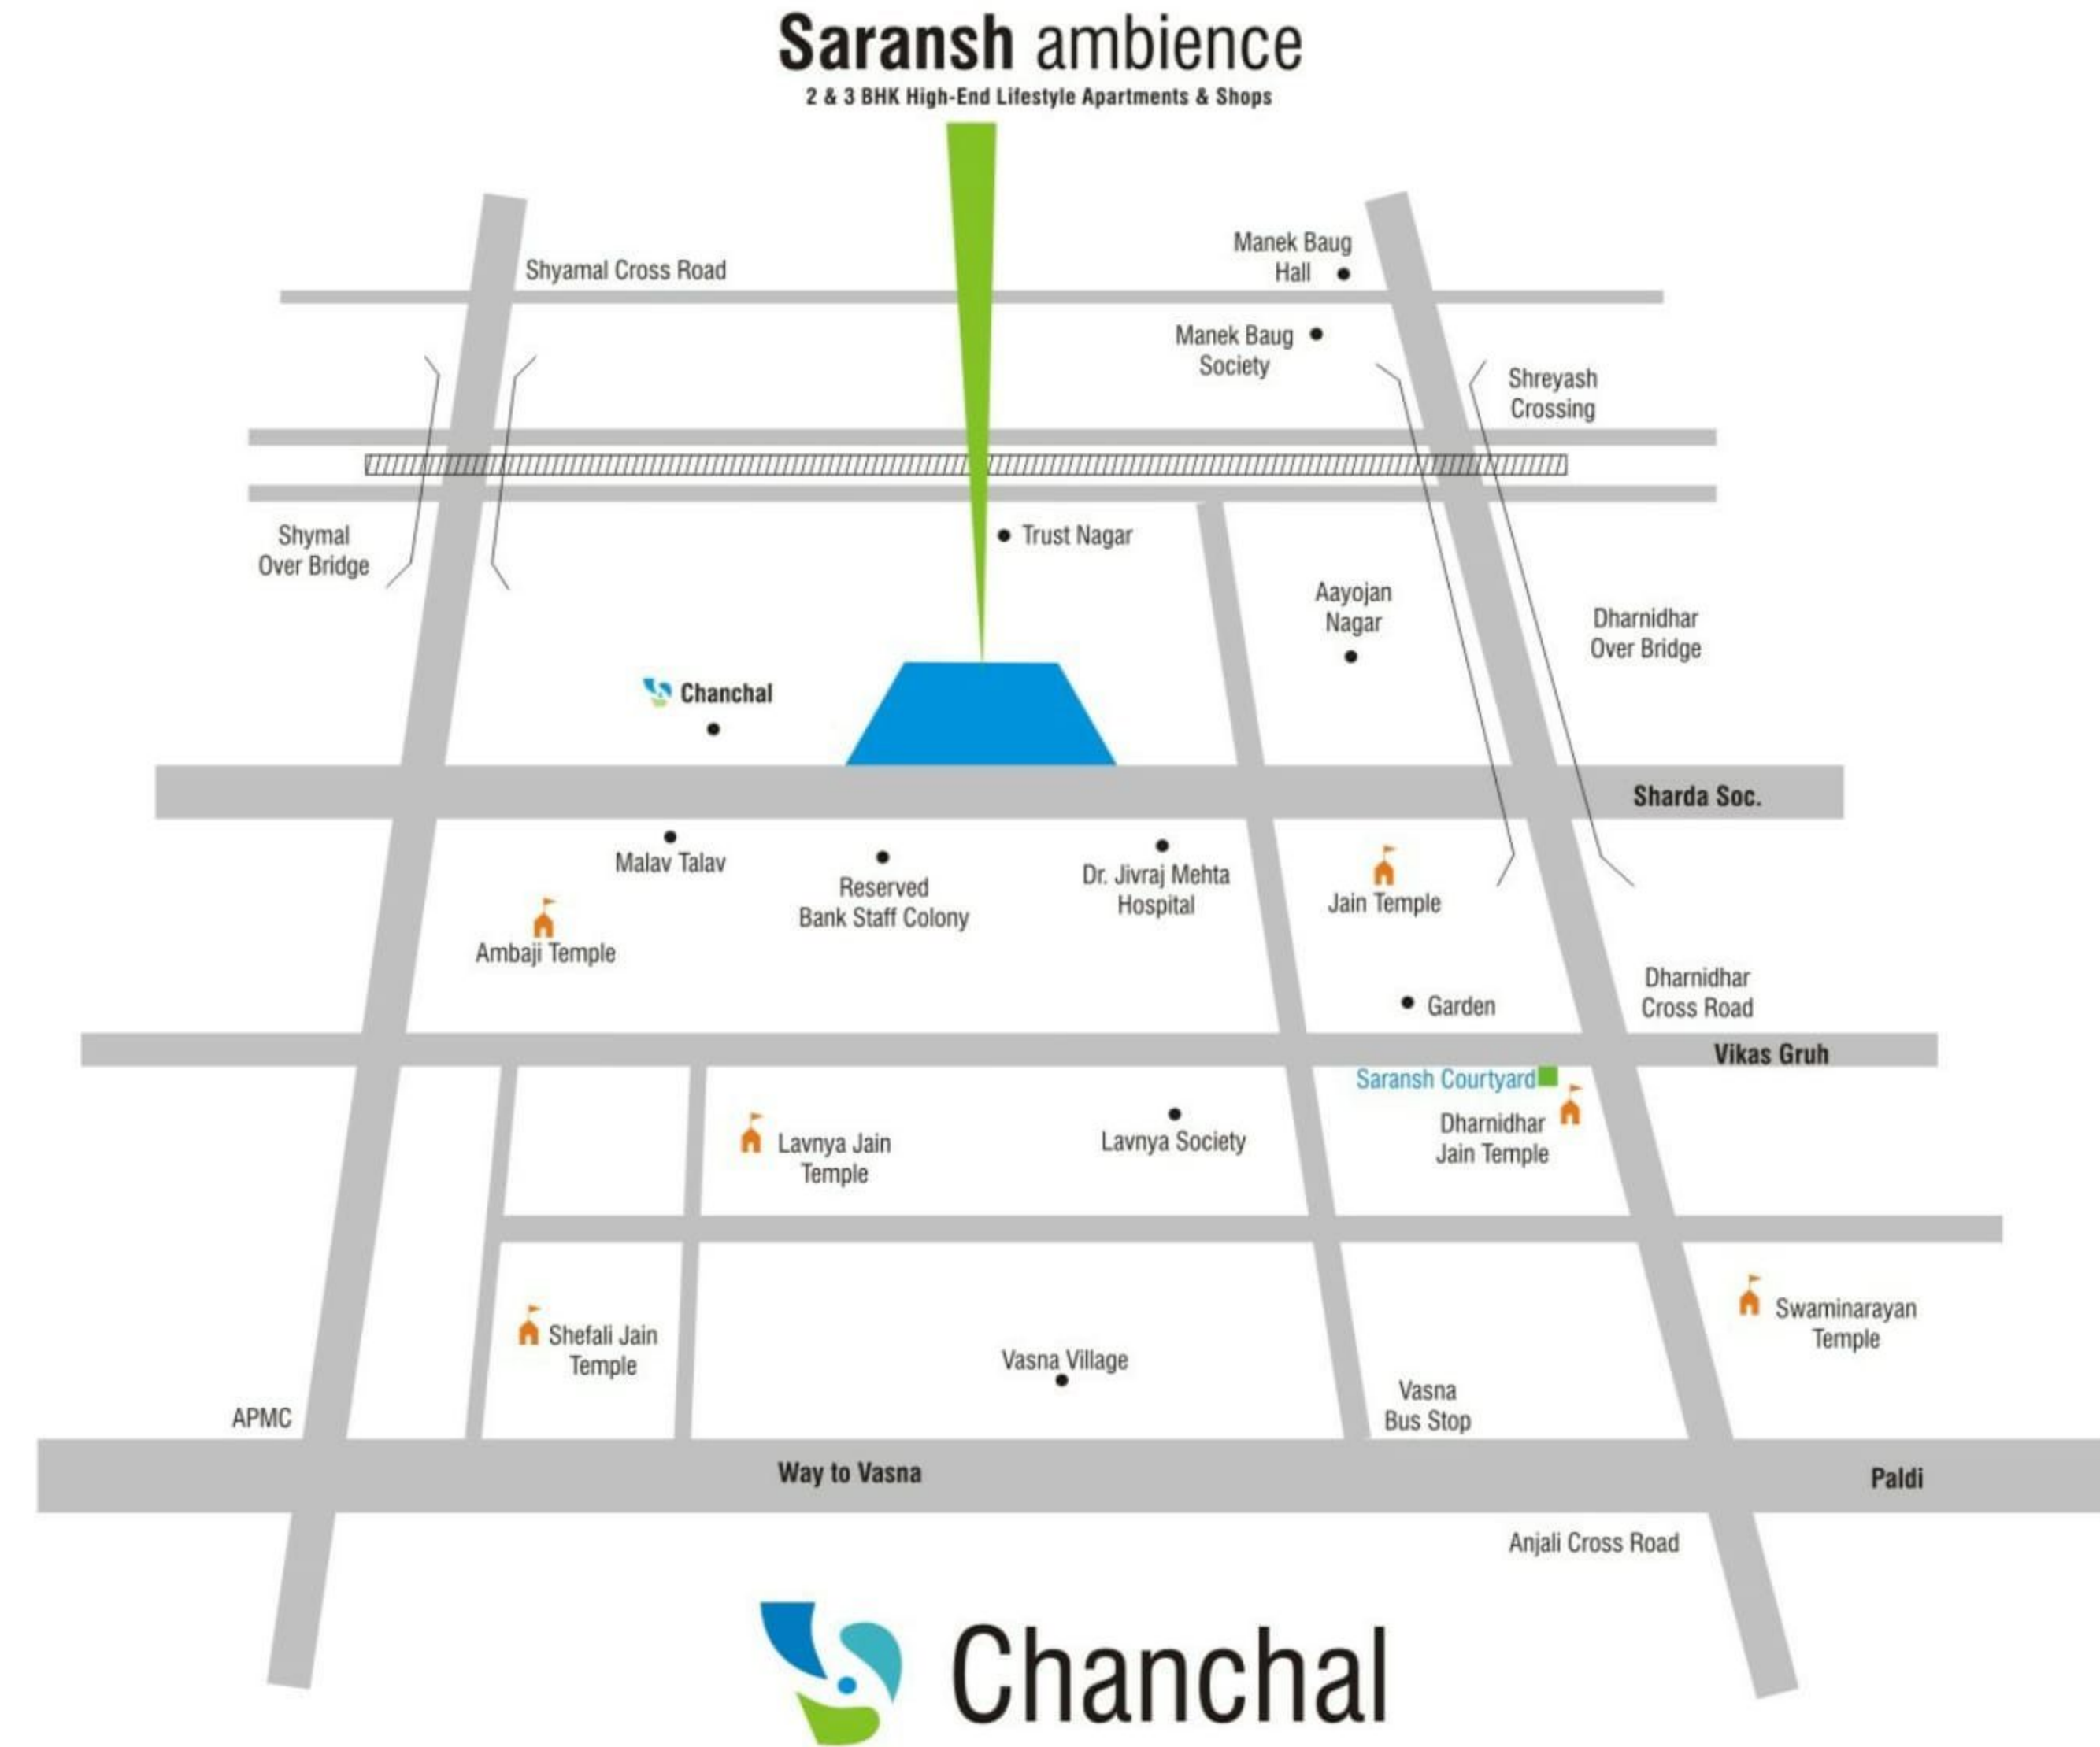 Saransh ambience
2 & 3 BHK High-End Lifestyle Apartments & Shops
Manek Baug
Hall
Shyamal Cross Road
Manek Baug
Society
Shreyash
Crossing
Shymal
Over Bridge
Trust Nagar
Aayojan
Nagar
Dharnidhar
Over Bridge
Chanchal
Sharda Soc.
Malav Talav
Reserved
Bank Staff Colony
Dr. Jivraj Mehta
Hospital
Jain Temple
Ambaji Temple
Dharnidhar
Cross Road
Garden
Vikas Gruh
Saransh Courtyard
Dharnidhar
Jain Temple
Lavnya Jain
Temple
Lavnya Society
Swaminarayan
Temple
Shefali Jain
Temple
Vasna Village
Vasna
Bus Stop
APMC
Way to Vasna
Paldi
Anjali Cross Road
Chanchal